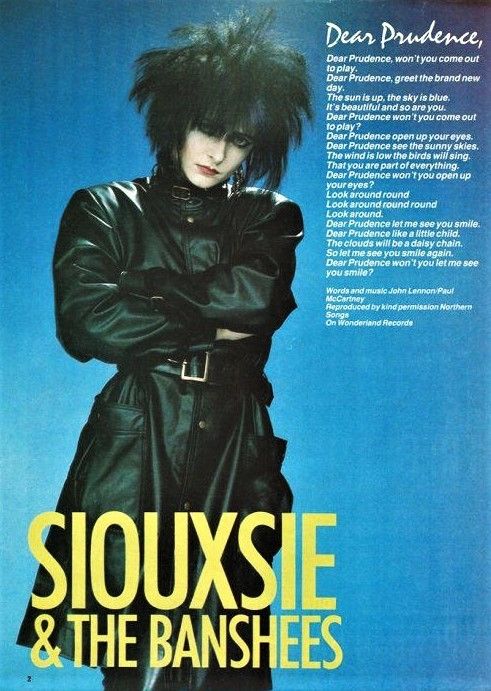 Dear Prudence,
Dear Prudence, won't you come out
to play.
Dear Prudence, greet the brand new
day.
The sun is up, the sky is blue.
It's beautiful and so are you.
Dear Prudence won't you come out
to play?
Dear Prudence open up your eyes.
Dear Prudence see the sunny skies.
The wind is low the birds will sing.
That you are part of everything.
Dear Prudence won't you open up
your eyes?
Look around round
Look around round round
Look around.
Dear Prudence let me see you smile.
Dear Prudence like a little child.
The clouds will be a daisy chain.
So let me see you smile again.
Dear Prudence won't you let me see
you smile?
Words and music John Lennon/Paul
McCartney
Reproduced by kind permission Northern
Songs
On Wonderland Records
SIOUXSIE
& THE BANSHEES
2